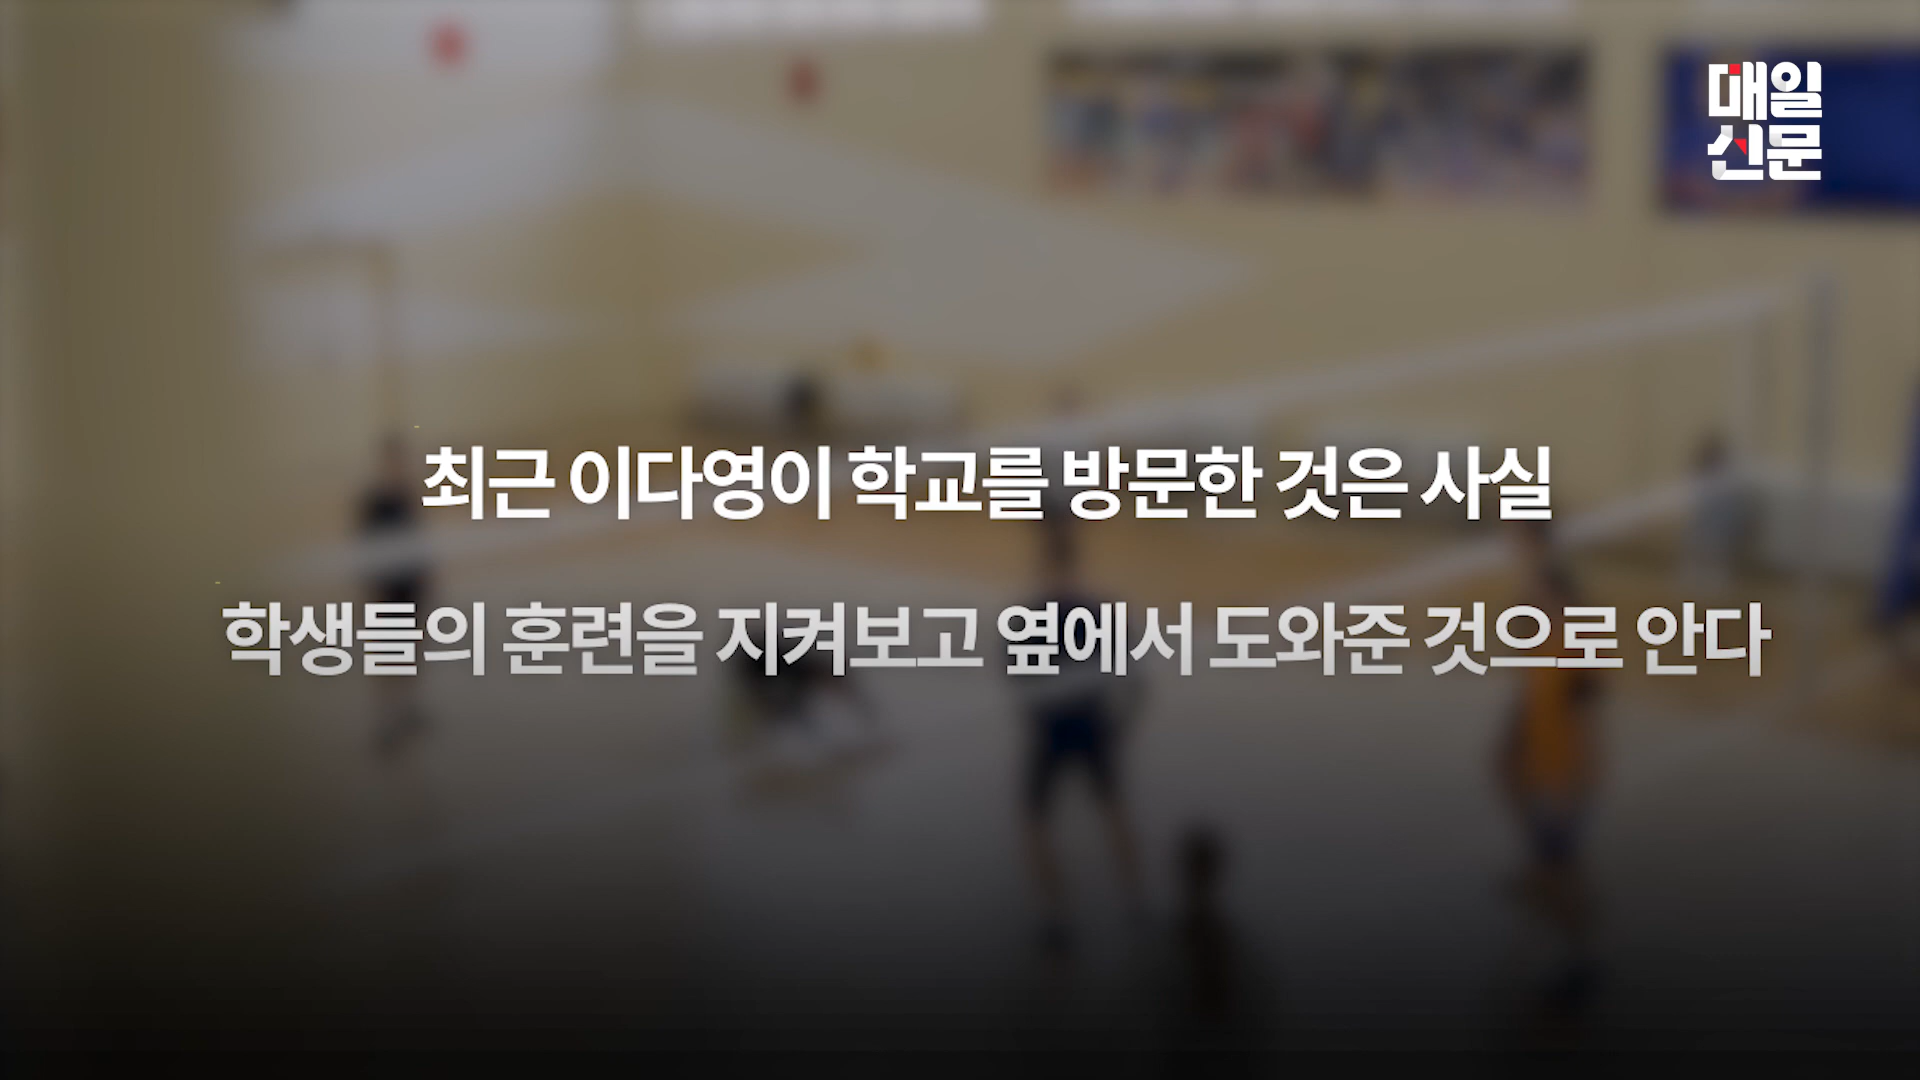 매일
신문
최근 이다영이 학교를 방문한 것은 사실
학생들의 훈련을 지켜보고 옆에서 도와준 것으로 안다